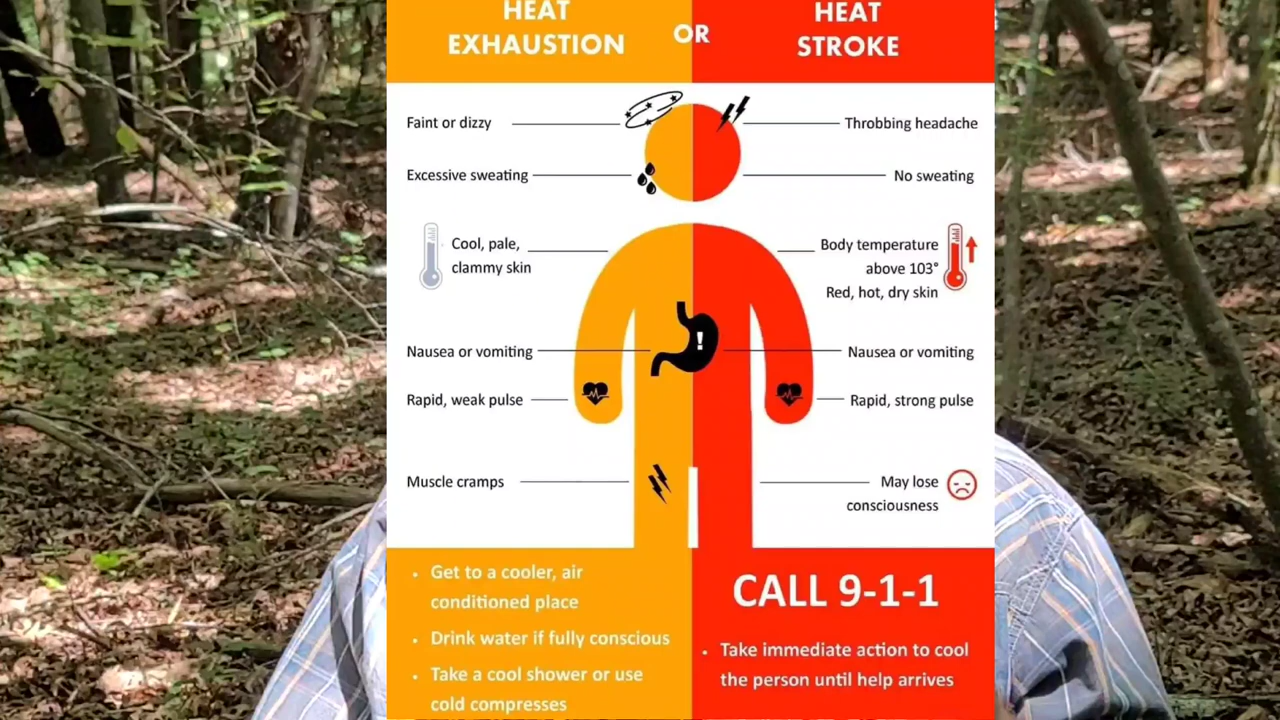 HEAT
EXHAUSTION
OR
HEAT
STROKE
Faint or dizzy
Throbbing headache
Excessive sweating
No sweating
Cool, pale,
clammy skin
Body temperature
above 103°
Red, hot, dry skin
Nausea or vomiting
Nausea or vomiting
Rapid, weak pulse
Rapid, strong pulse
Muscle cramps
May lose
consciousness
• Get to a cooler, air
conditioned place
• Drink water if fully conscious
• Take a cool shower or use
cold compresses
CALL 9-1-1
• Take immediate action to cool
the person until help arrives
!